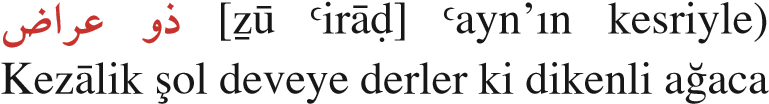 ذو عراض [ẕū ʿirāḍ] ʿayn’ın kesriyle)
Kezālik şol deveye derler ki dikenli ağaca